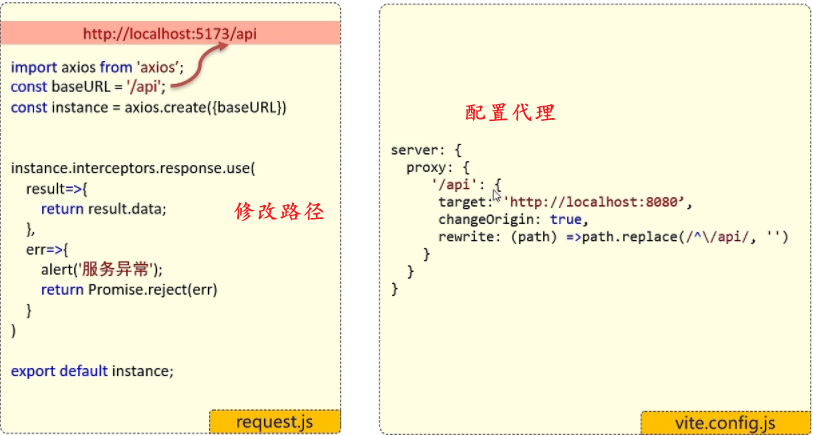 http://localhost:5173/api
import axios from 'axios’;
const baseURL = '/api';
const instance = axios.create({baseURL})
instance.interceptors.response.use(
result=>{
return result.data;
},
err=>{
alert('服务异常');
return Promise.reject(err)
}
)
export default instance;
修改路径
request.js
配置代理
server: {
proxy: {
'/api': {
target: 'http://localhost:8080’,
changeOrigin: true,
rewrite: (path) =>path.replace(/^\/api/, '')
}
}
}
vite.config.js